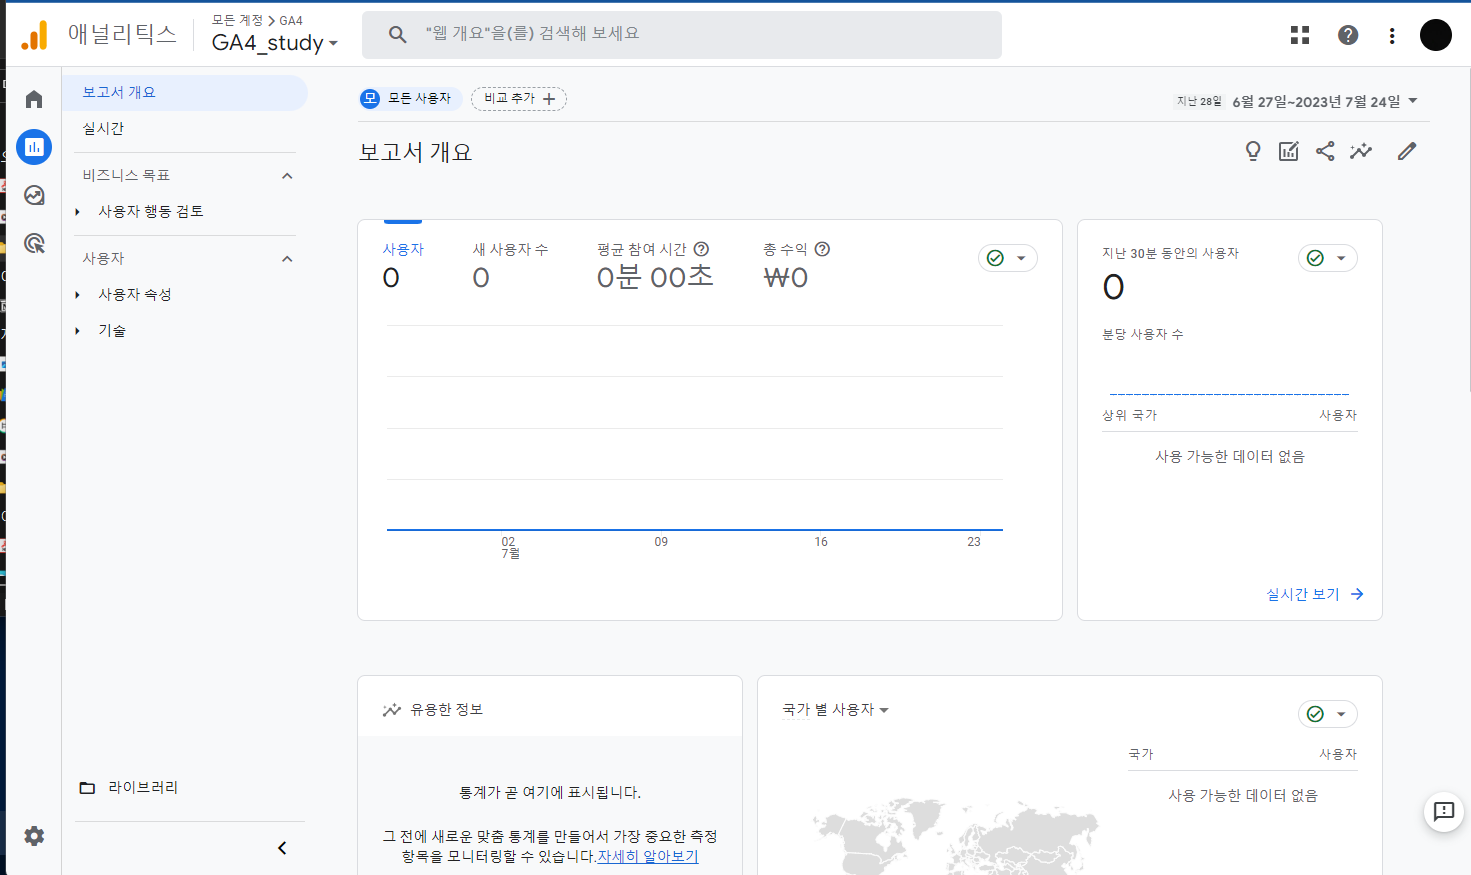 애널리틱스
모든 계정 > GA4
GA4_study
"웹 개요"을(를) 검색해 보세요
보고서 개요
실시간
비즈니스 목표
사용자 행동 검토
사용자
사용자 속성
기술
라이브러리
모 모든 사용자
비교 추가 +
지난 28일 6월 27일~2023년 7월 24일
보고서 개요
사용자
0
새 사용자 수
0
평균 참여 시간
0분 00초
총 수익
₩0
02
7월
09
16
23
지난 30분 동안의 사용자
0
분당 사용자 수
상위 국가 사용자
사용 가능한 데이터 없음
실시간 보기
유용한 정보
통계가 곧 여기에 표시됩니다.
그 전에 새로운 맞춤 통계를 만들어서 가장 중요한 측정
항목을 모니터링할 수 있습니다.자세히 알아보기
국가 별 사용자
국가 사용자
사용 가능한 데이터 없음